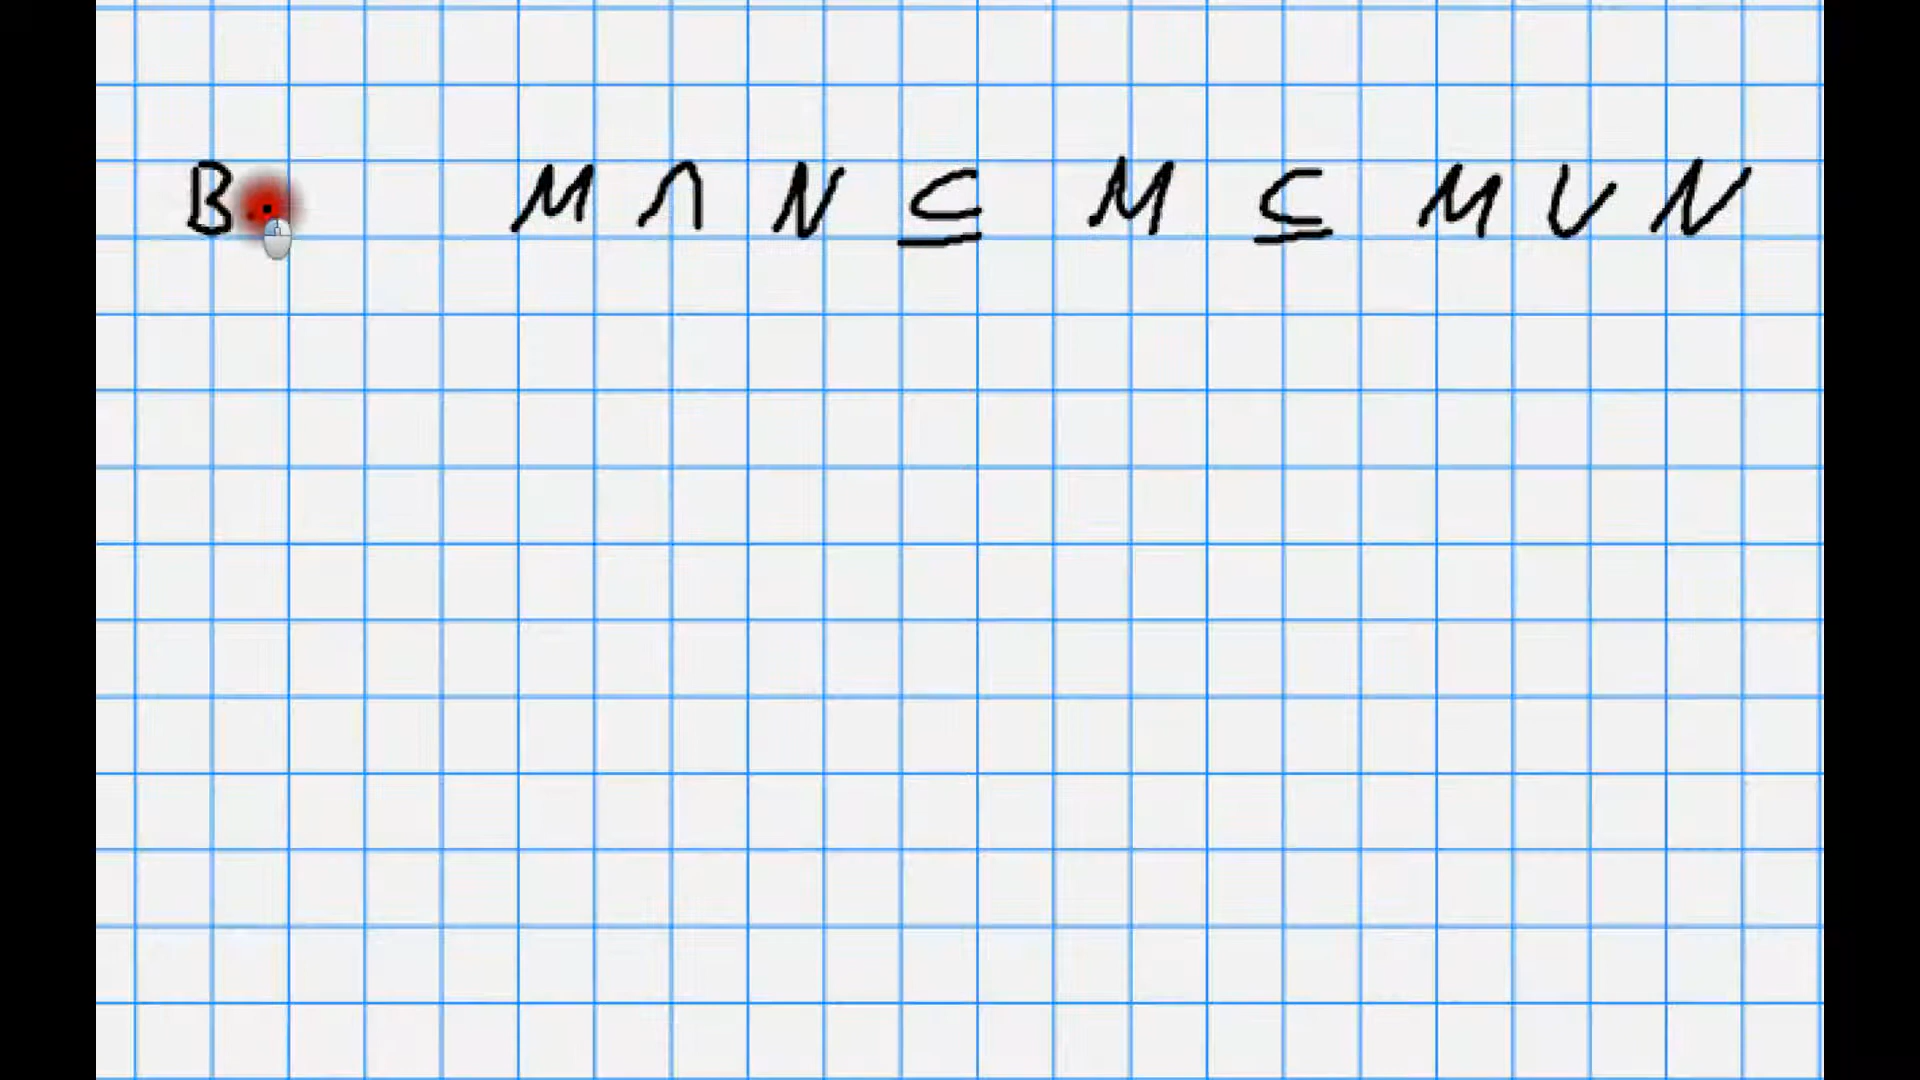 B. M ∩ N ⊆ M ⊆ M ∪ N